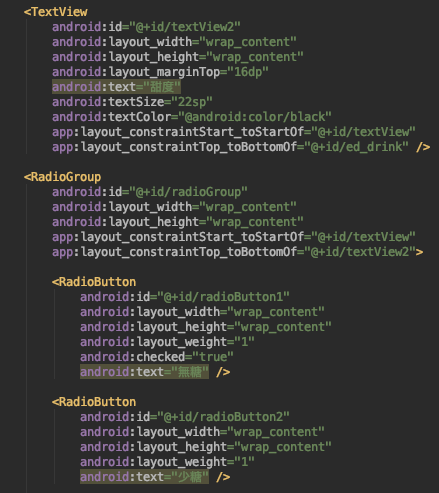 <TextView
android:id="@+id/textView2"
android:layout_width="wrap_content"
android:layout_height="wrap_content"
android:layout_marginTop="16dp"
android:text="甜度"
android:textSize="22sp"
android:textColor="@android:color/black"
app:layout_constraintStart_toStartOf="@+id/textView"
app:layout_constraintTop_toBottomOf="@+id/ed_drink" />
<RadioGroup
android:id="@+id/radioGroup"
android:layout_width="wrap_content"
android:layout_height="wrap_content"
app:layout_constraintStart_toStartOf="@+id/textView"
app:layout_constraintTop_toBottomOf="@+id/textView2">
<RadioButton
android:id="@+id/radioButton1"
android:layout_width="wrap_content"
android:layout_height="wrap_content"
android:layout_weight="1"
android:checked="true"
android:text="無糖" />
<RadioButton
android:id="@+id/radioButton2"
android:layout_width="wrap_content"
android:layout_height="wrap_content"
android:layout_weight="1"
android:text="少糖" />